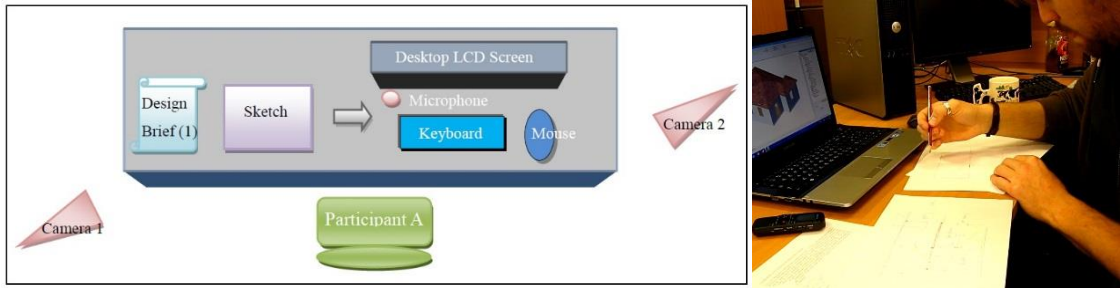 Desktop LCD Screen
Design
Brief (1)
Sketch
Microphone
Keyboard
Mouse
Camera 2
Camera 1
Participant A